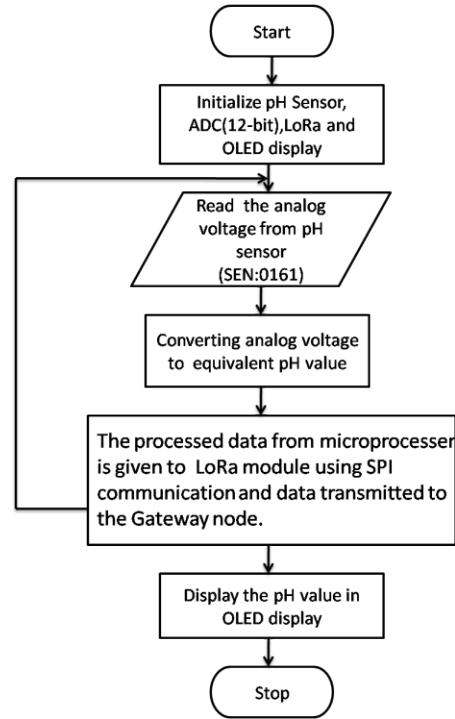 Start
Initialize pH Sensor,
ADC(12-bit),LoRa and
OLED display
Read the analog
voltage from pH
sensor
(SEN:0161)
Converting analog voltage
to equivalent pH value
The processed data from microprocesser
is given to LoRa module using SPI
communication and data transmitted to
the Gateway node.
Display the pH value in
OLED display
Stop